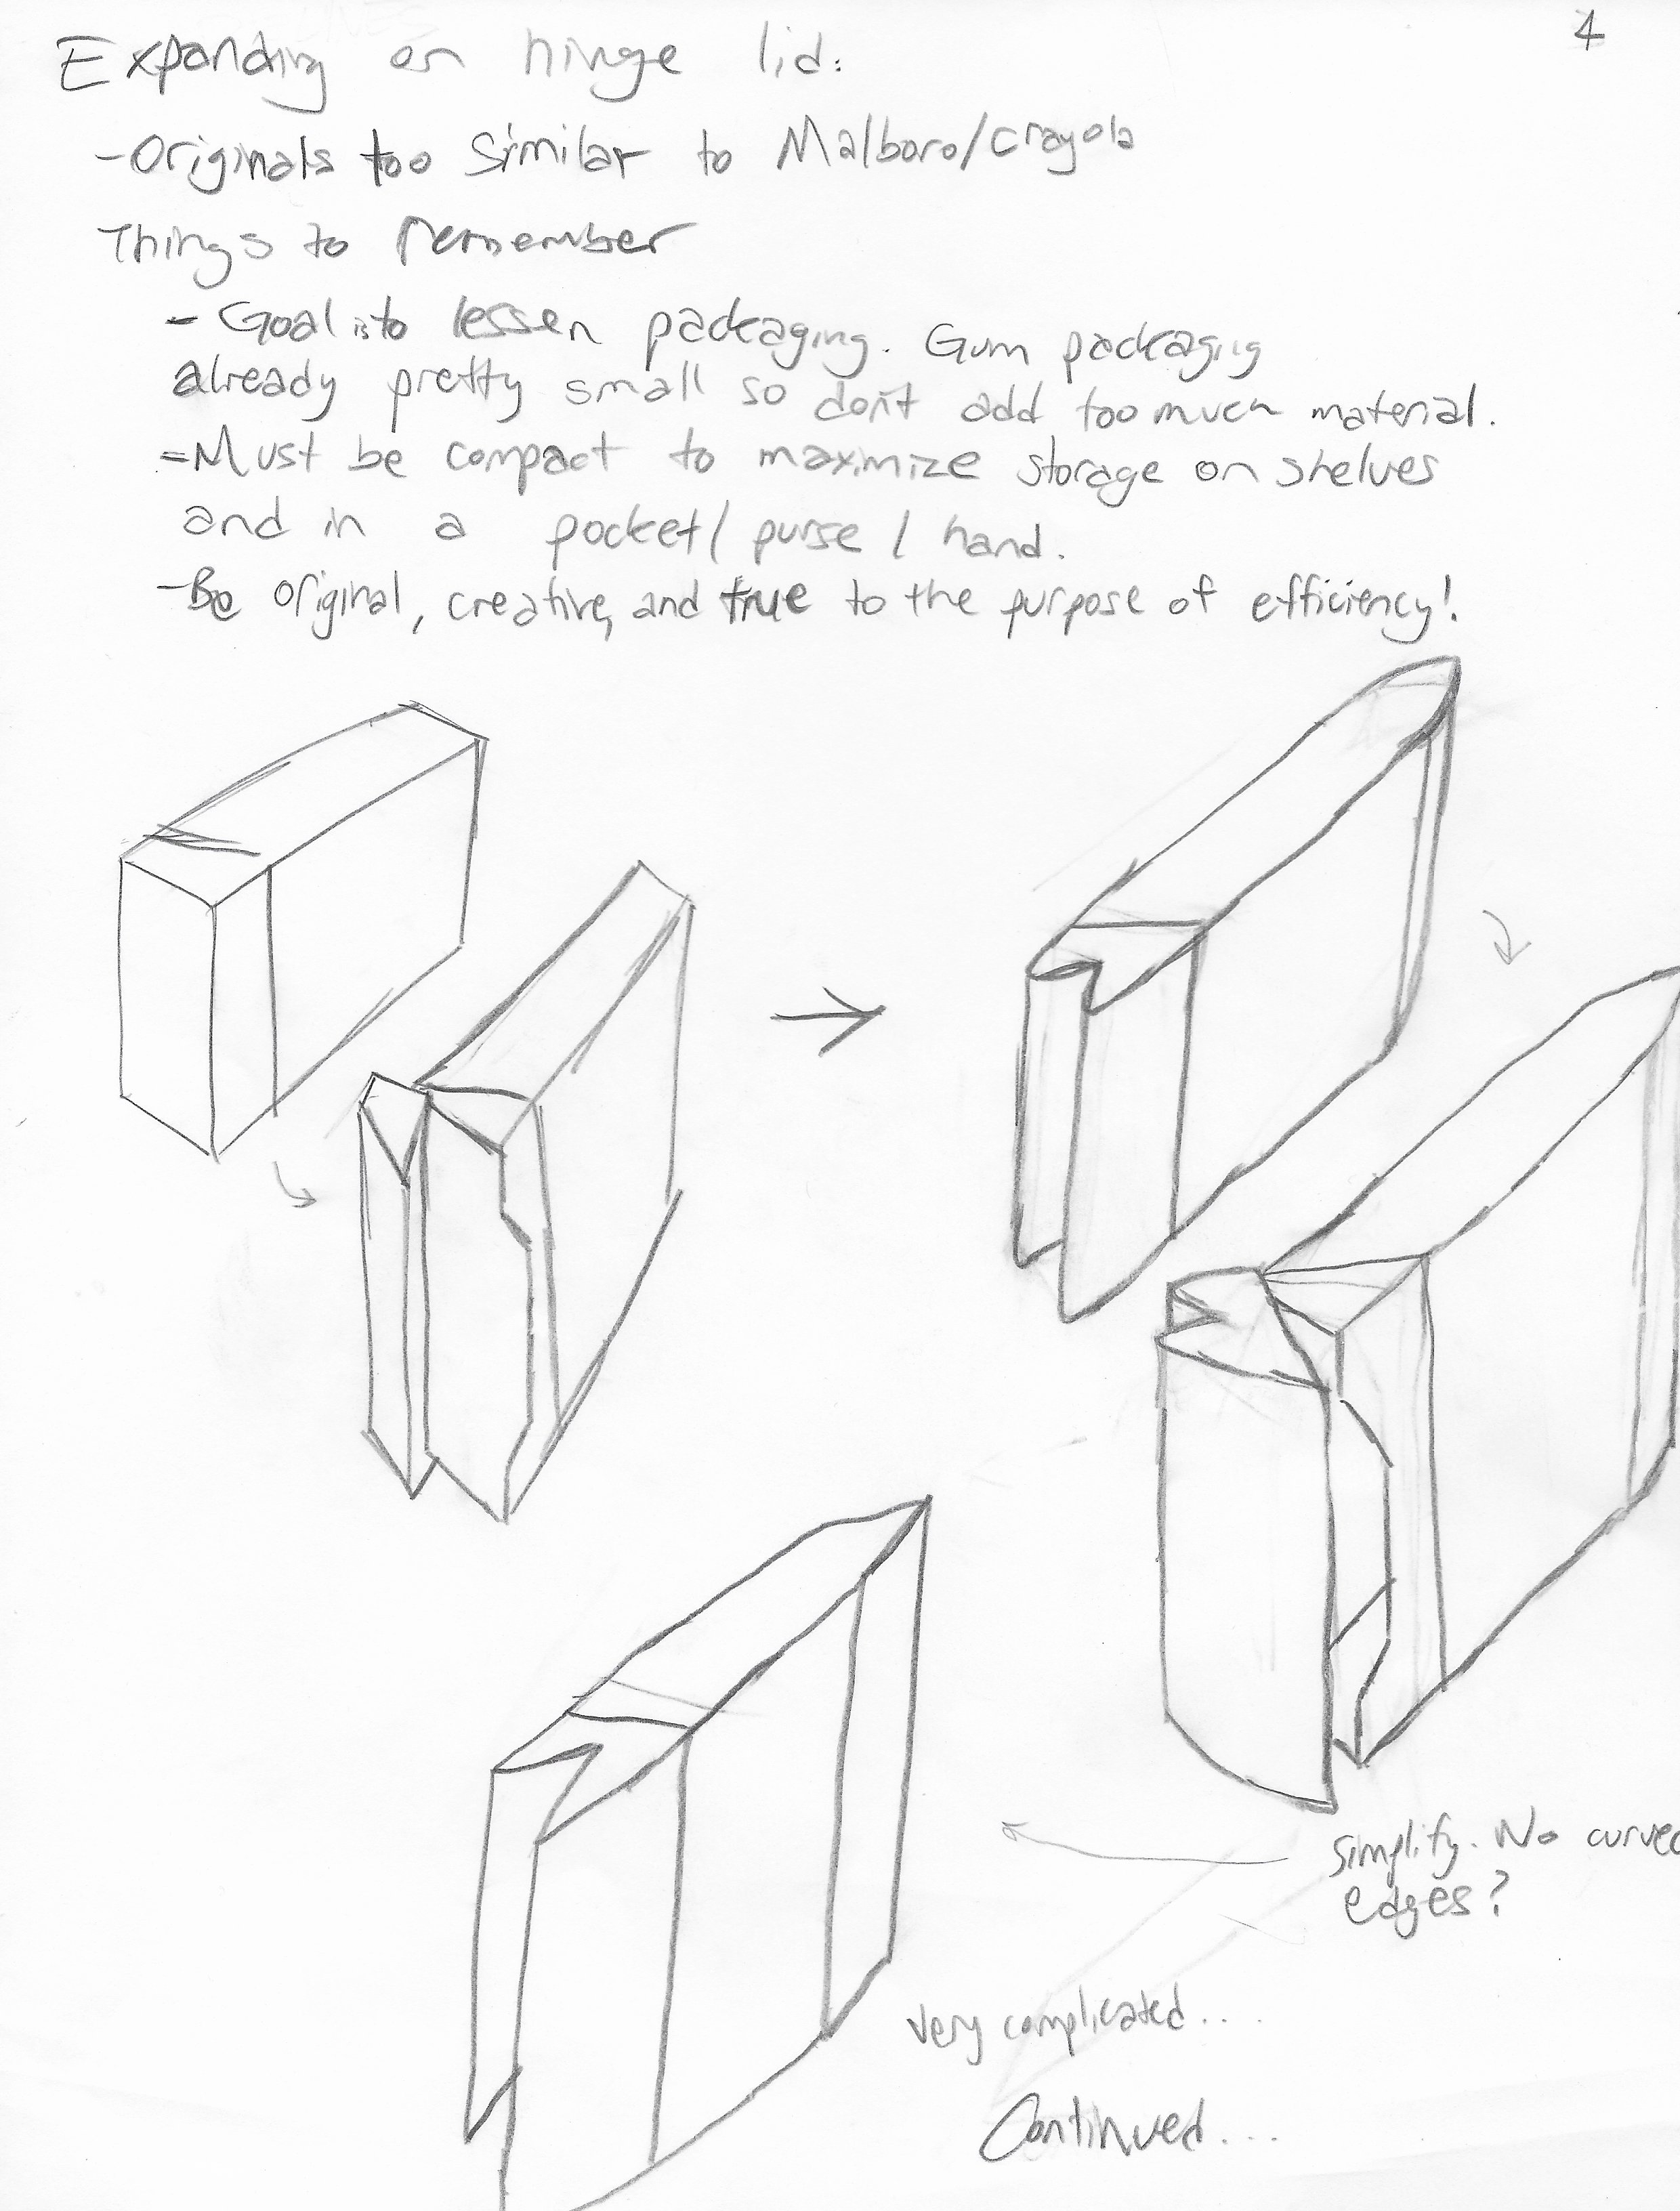 4
Expanding on hinge lid:
-Originals too similar to Malboro/crayola
Things to remember
- Goal is to lessen packaging. Gum packaging
already pretty small so don't add too much material.
-Must be compact to maximize storage on shelves
and in a pocket/ purse / hand.
-Be original, creative, and true to the purpose of efficiency!
Simplify. No curved
edges?
very complicated....
Continued...